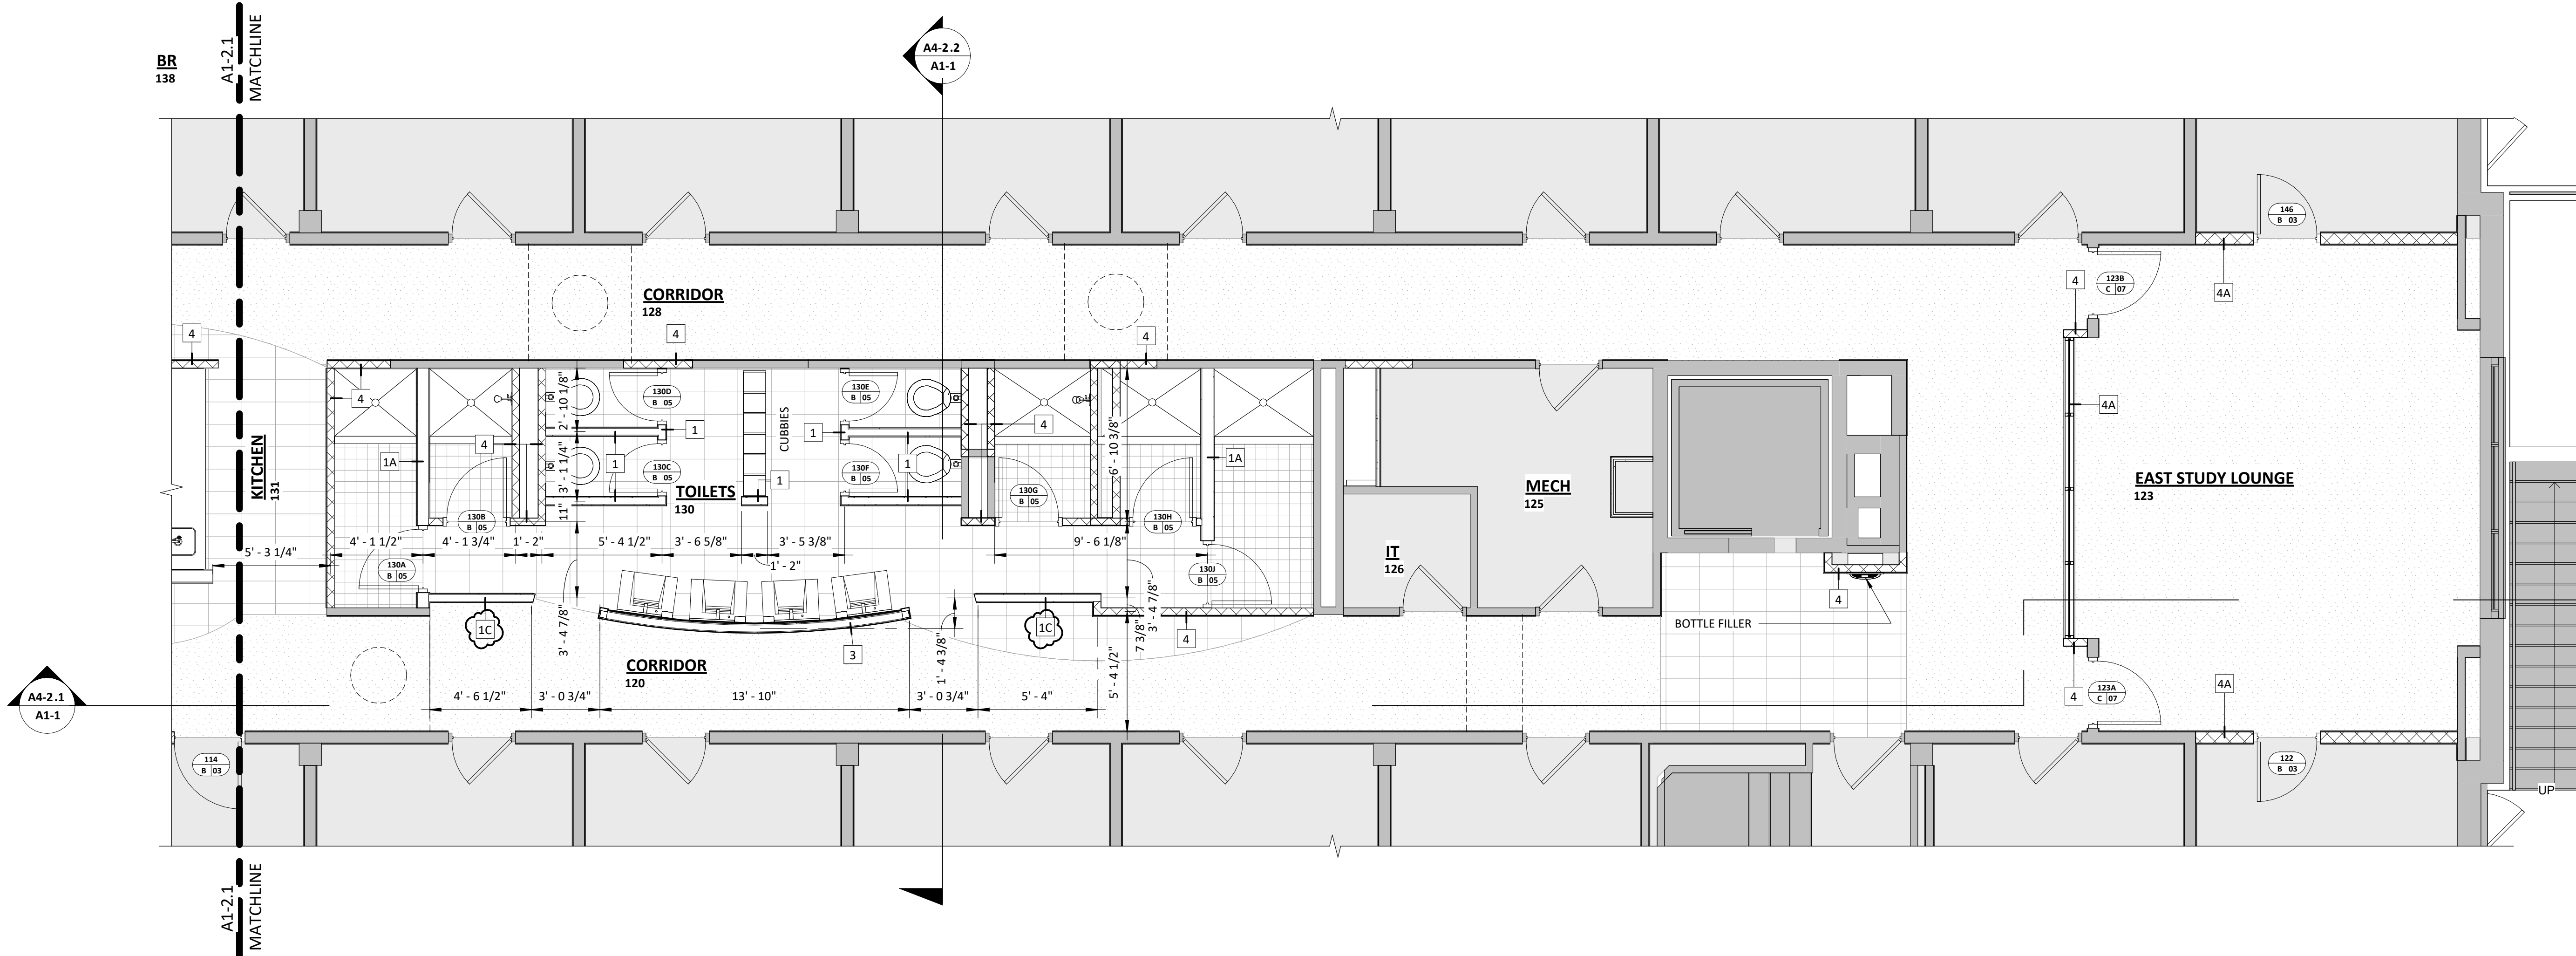 BR
138
A1-2.1
MATCHLINE
A4-2.2
A1-1
146
B 03
CORRIDOR
128
123B
C 07
4
4A
4
4
4
4
4
4
4
1A
1
1
1
1
1
1A
4A
130D
B 05
130E
B 05
130C
B 05
130F
B 05
130G
B 05
130B
B 05
130H
B 05
130A
B 05
130J
B 05
2' - 10 1/8"
3' - 1 1/4"
11"
6' - 10 3/8"
CUBBIES
KITCHEN
131
TOILETS
130
MECH
125
IT
126
EAST STUDY LOUNGE
123
5' - 3 1/4"
4' - 1 1/2"
4' - 1 3/4"
1' - 2"
5' - 4 1/2"
3' - 6 5/8"
1' - 2"
3' - 5 3/8"
9' - 6 1/8"
3' - 4 7/8"
3' - 4 7/8"
7 3/8"
1' - 4 3/8"
5' - 4 1/2"
1C
1C
3
4
4
BOTTLE FILLER
CORRIDOR
120
4' - 6 1/2"
3' - 0 3/4"
13' - 10"
3' - 0 3/4"
5' - 4"
4
123A
C 07
4A
A4-2.1
A1-1
114
B 03
122
B 03
UP
A1-2.1
MATCHLINE